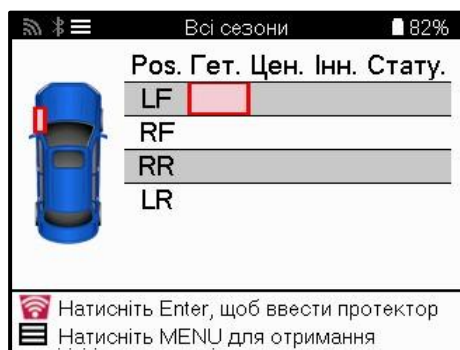 Всі сезони 82%
Pos. Гет. Цен. Інн. Стату.
LF
RF
RR
LR
Натисніть Enter, щоб ввести протектор
Натисніть MENU для отримання